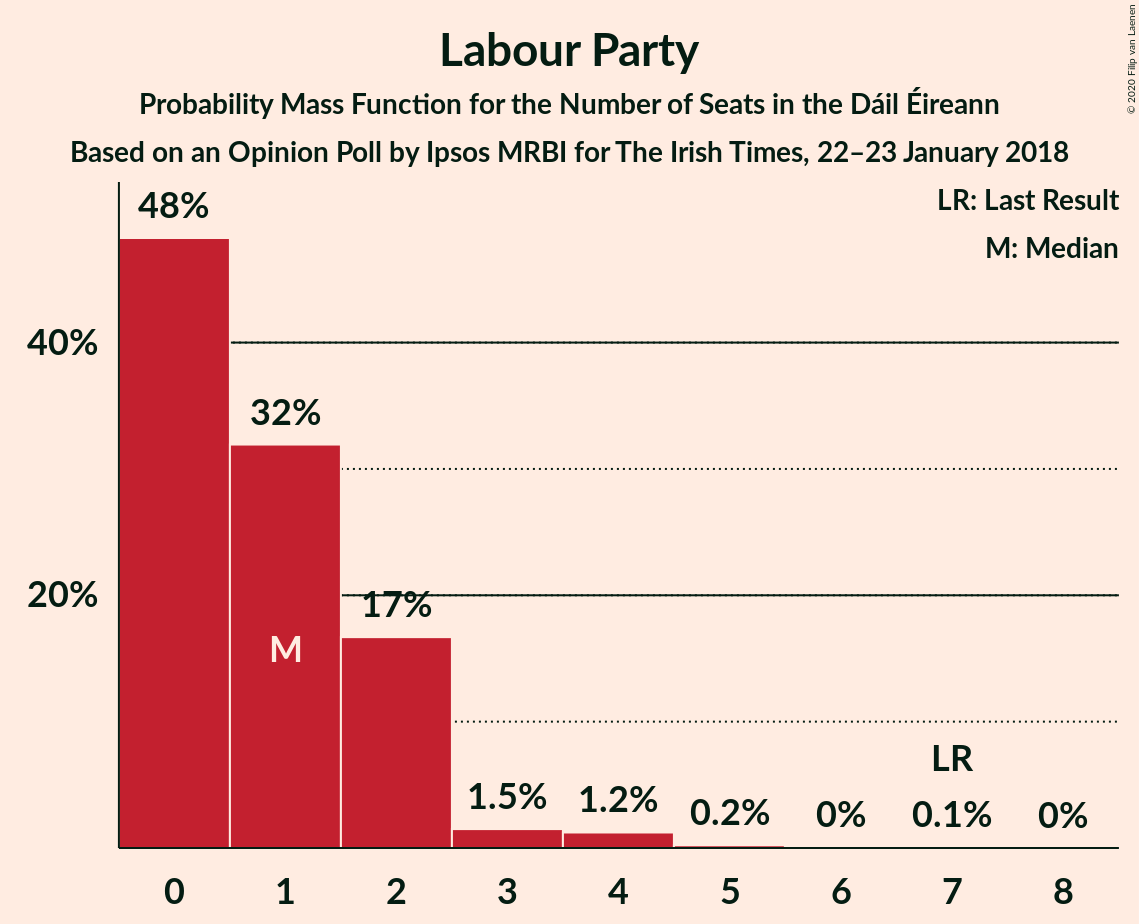 Labour Party
Probability Mass Function for the Number of Seats in the Dáil Éireann
Based on an Opinion Poll by Ipsos MRBI for The Irish Times, 22–23 January 2018
© 2020 Filip van Laenen
LR: Last Result
M: Median
48%
40%
32%
20%
17%
M
LR
1.5%
1.2%
0.2%
0%
0.1%
0%
0 1 2 3 4 5 6 7 8